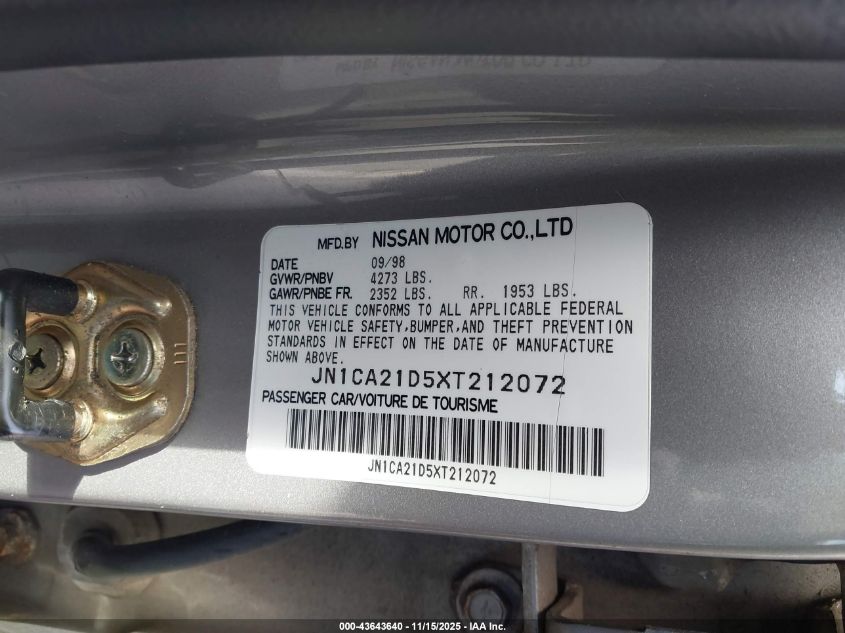 MFD.BY NISSAN MOTOR CO.,LTD
DATE 09/98
GVWR/PNBV 4273 LBS.
GAWR/PNBE FR. 2352 LBS. RR. 1953 LBS.
THIS VEHICLE CONFORMS TO ALL APPLICABLE FEDERAL
MOTOR VEHICLE SAFETY,BUMPER,AND THEFT PREVENTION
STANDARDS IN EFFECT ON THE DATE OF MANUFACTURE
SHOWN ABOVE.
JN1CA21D5XT212072
PASSENGER CAR/VOITURE DE TOURISME
JN1CA21D5XT212072
000-43643640 - 11/15/2025 - IAA Inc.